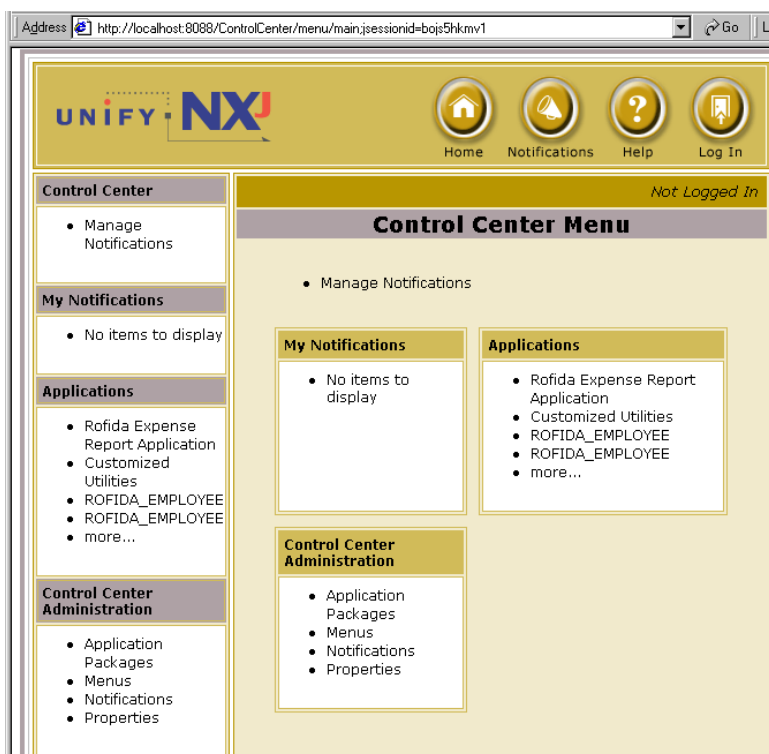 Address http://localhost:8088/ControlCenter/menu/main;jsessionid=bojs5hkmv1 Go L
UNiFY NXJ
Home Notifications Help Log In
Control Center
• Manage
Notifications
My Notifications
• No items to display
Applications
• Rofida Expense
Report Application
• Customized
Utilities
• ROFIDA_EMPLOYEE
• ROFIDA_EMPLOYEE
• more...
Control Center
Administration
• Application
Packages
• Menus
• Notifications
• Properties
Not Logged In
Control Center Menu
• Manage Notifications
My Notifications
• No items to
display
Applications
• Rofida Expense Report
Application
• Customized Utilities
• ROFIDA_EMPLOYEE
• ROFIDA_EMPLOYEE
• more...
Control Center
Administration
• Application
Packages
• Menus
• Notifications
• Properties